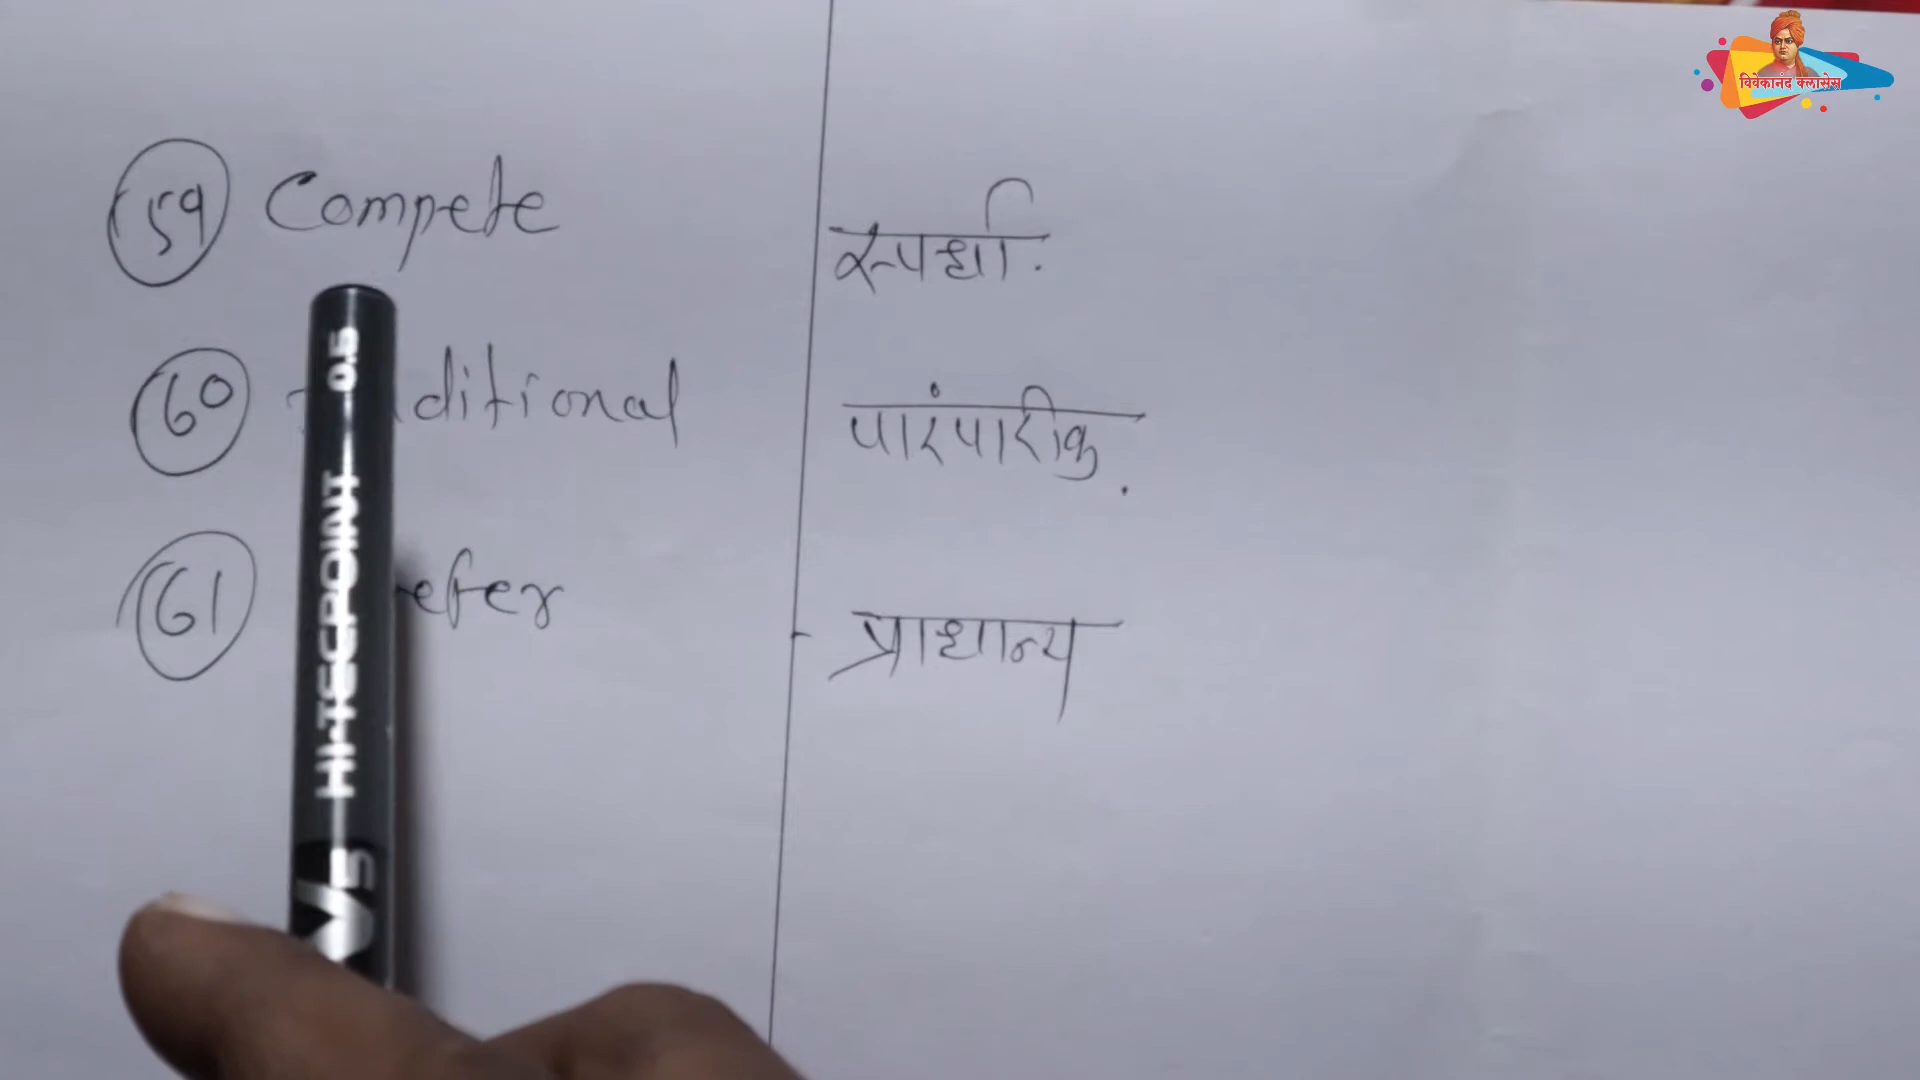 विवेकानंद क्लासेस
59 Compete स्पर्धा.
60 ditional पारंपारीक.
61 efer - प्राधान्य
HI-TECPOINT 0.5
V5